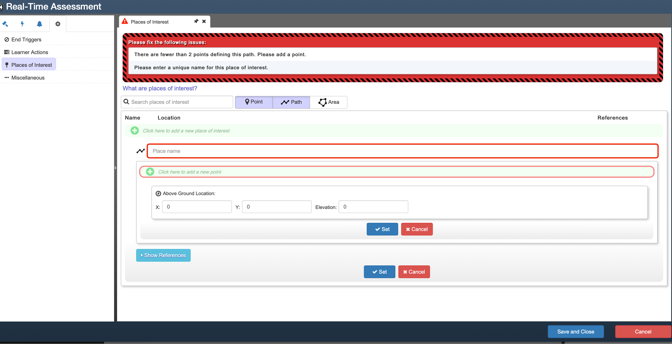 Real-Time Assessment
Places of Interest
End Triggers
Learner Actions
Places of Interest
Miscellaneous
Please fix the following issues:
There are fewer than 2 points defining this path. Please add a point.
Please enter a unique name for this place of interest.
What are places of interest?
Search places of interest
Point
Path
Area
Name Location References
Click here to add a new place of interest
Place name
Click here to add a new point
Above Ground Location:
X: 0 Y: 0 Elevation: 0
Set Cancel
Show References
Set Cancel
Save and Close Cancel